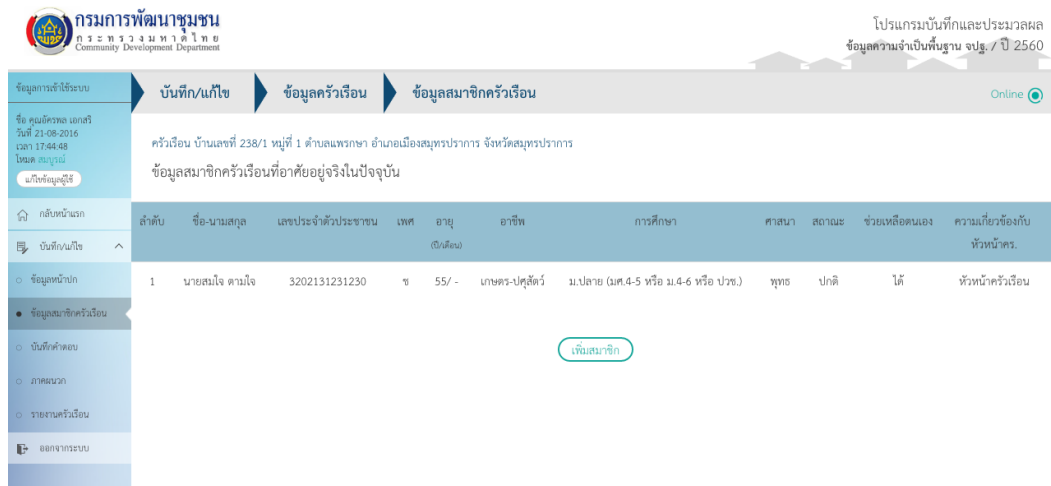 กรมการพัฒนาชุมชน
กระทรวงมหาดไทย
Community Development Department
โปรแกรมบันทึกและประมวลผล
ข้อมูลความจำเป็นพื้นฐาน จปฐ. / ปี 2560
ข้อมูลการเข้าใช้ระบบ
ชื่อ คุณอัครพล เอกสริ
วันที่ 21-08-2016
เวลา 17:44:48
โหมด สมบูรณ์
แก้ไขข้อมูลผู้ใช้
กลับหน้าแรก
บันทึก/แก้ไข
ข้อมูลหน้าปก
ข้อมูลสมาชิกครัวเรือน
บันทึกคำตอบ
ภาคผนวก
รายงานครัวเรือน
ออกจากระบบ
บันทึก/แก้ไข ข้อมูลครัวเรือน ข้อมูลสมาชิกครัวเรือน Online
ครัวเรือน บ้านเลขที่ 238/1 หมู่ที่ 1 ตำบลแพรกษา อำเภอเมืองสมุทรปราการ จังหวัดสมุทรปราการ
ข้อมูลสมาชิกครัวเรือนที่อาศัยอยู่จริงในปัจจุบัน
ลำดับ ชื่อ-นามสกุล เลขประจำตัวประชาชน เพศ อายุ อาชีพ การศึกษา ศาสนา สถานะ ช่วยเหลือตนเอง ความเกี่ยวข้องกับ
(ปี/เดือน) หัวหน้าคร.
1 นายสมใจ ตามใจ 3202131231230 ช 55/ - เกษตร-ปศุสัตว์ ม.ปลาย (มศ.4-5 หรือ ม.4-6 หรือ ปวช.) พุทธ ปกติ ได้ หัวหน้าครัวเรือน
เพิ่มสมาชิก